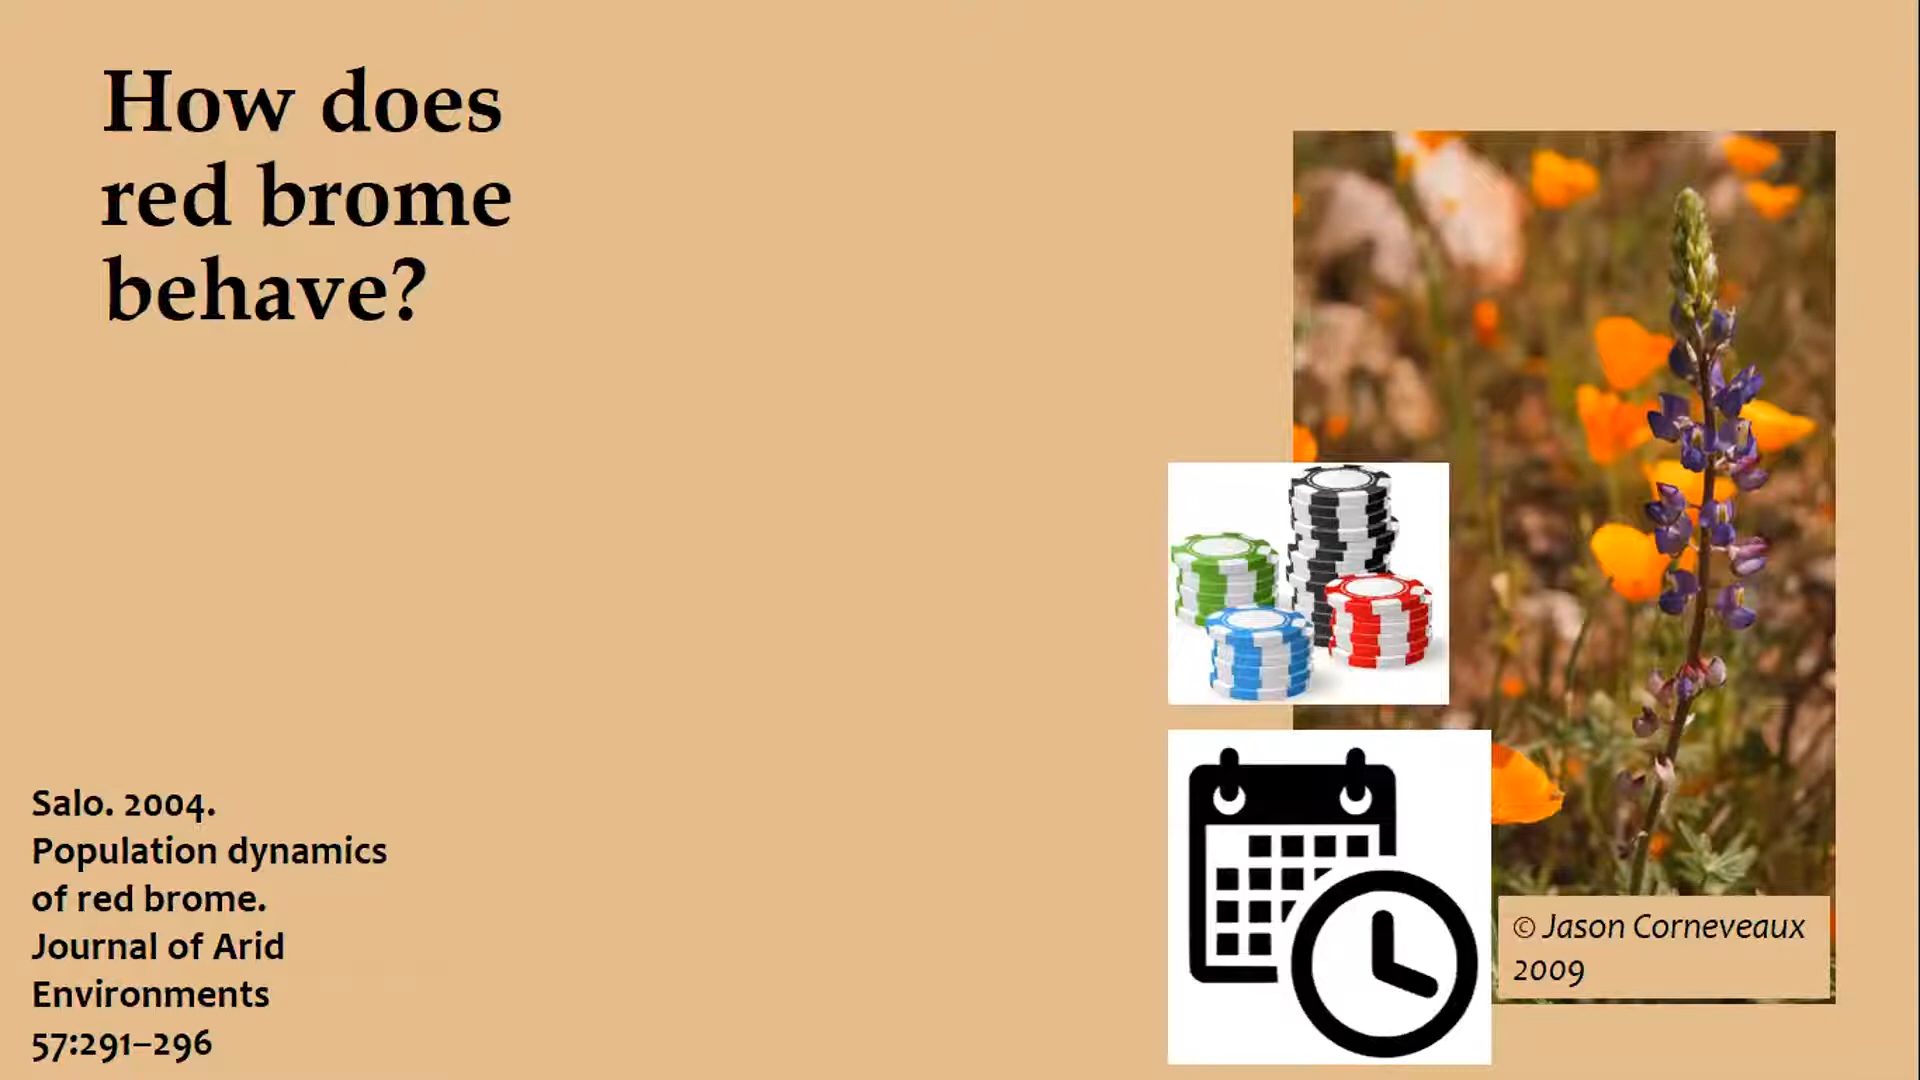 How does
red brome
behave?
Salo. 2004.
Population dynamics
of red brome.
Journal of Arid
Environments
57:291–296
© Jason Corneveaux
2009